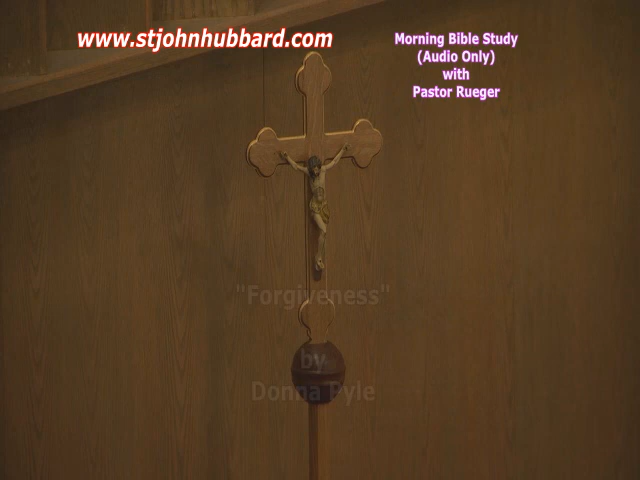 www.stjohnhubbard.com
Morning Bible Study
(Audio Only)
with
Pastor Rueger
"Forgiveness"
by
Donna Pyle